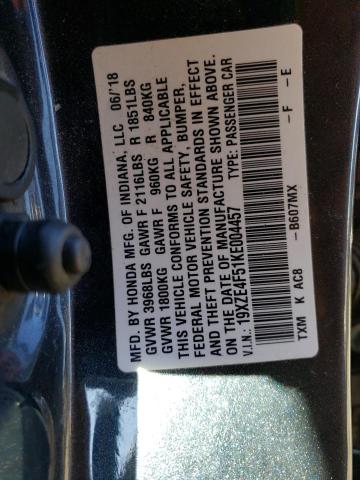 MFD. BY HONDA MFG. OF INDIANA, LLC 06/'18
GVWR 3968LBS GAWR F 2116LBS R 1851LBS
GVWR 1800KG GAWR F 960KG R 840KG
THIS VEHICLE CONFORMS TO ALL APPLICABLE
FEDERAL MOTOR VEHICLE SAFETY, BUMPER,
AND THEFT PREVENTION STANDARDS IN EFFECT
ON THE DATE OF MANUFACTURE SHOWN ABOVE.
V.I.N.: 19XZE4F51KE004457 TYPE: PASSENGER CAR
-B607MX -F -E
TXM K AC8